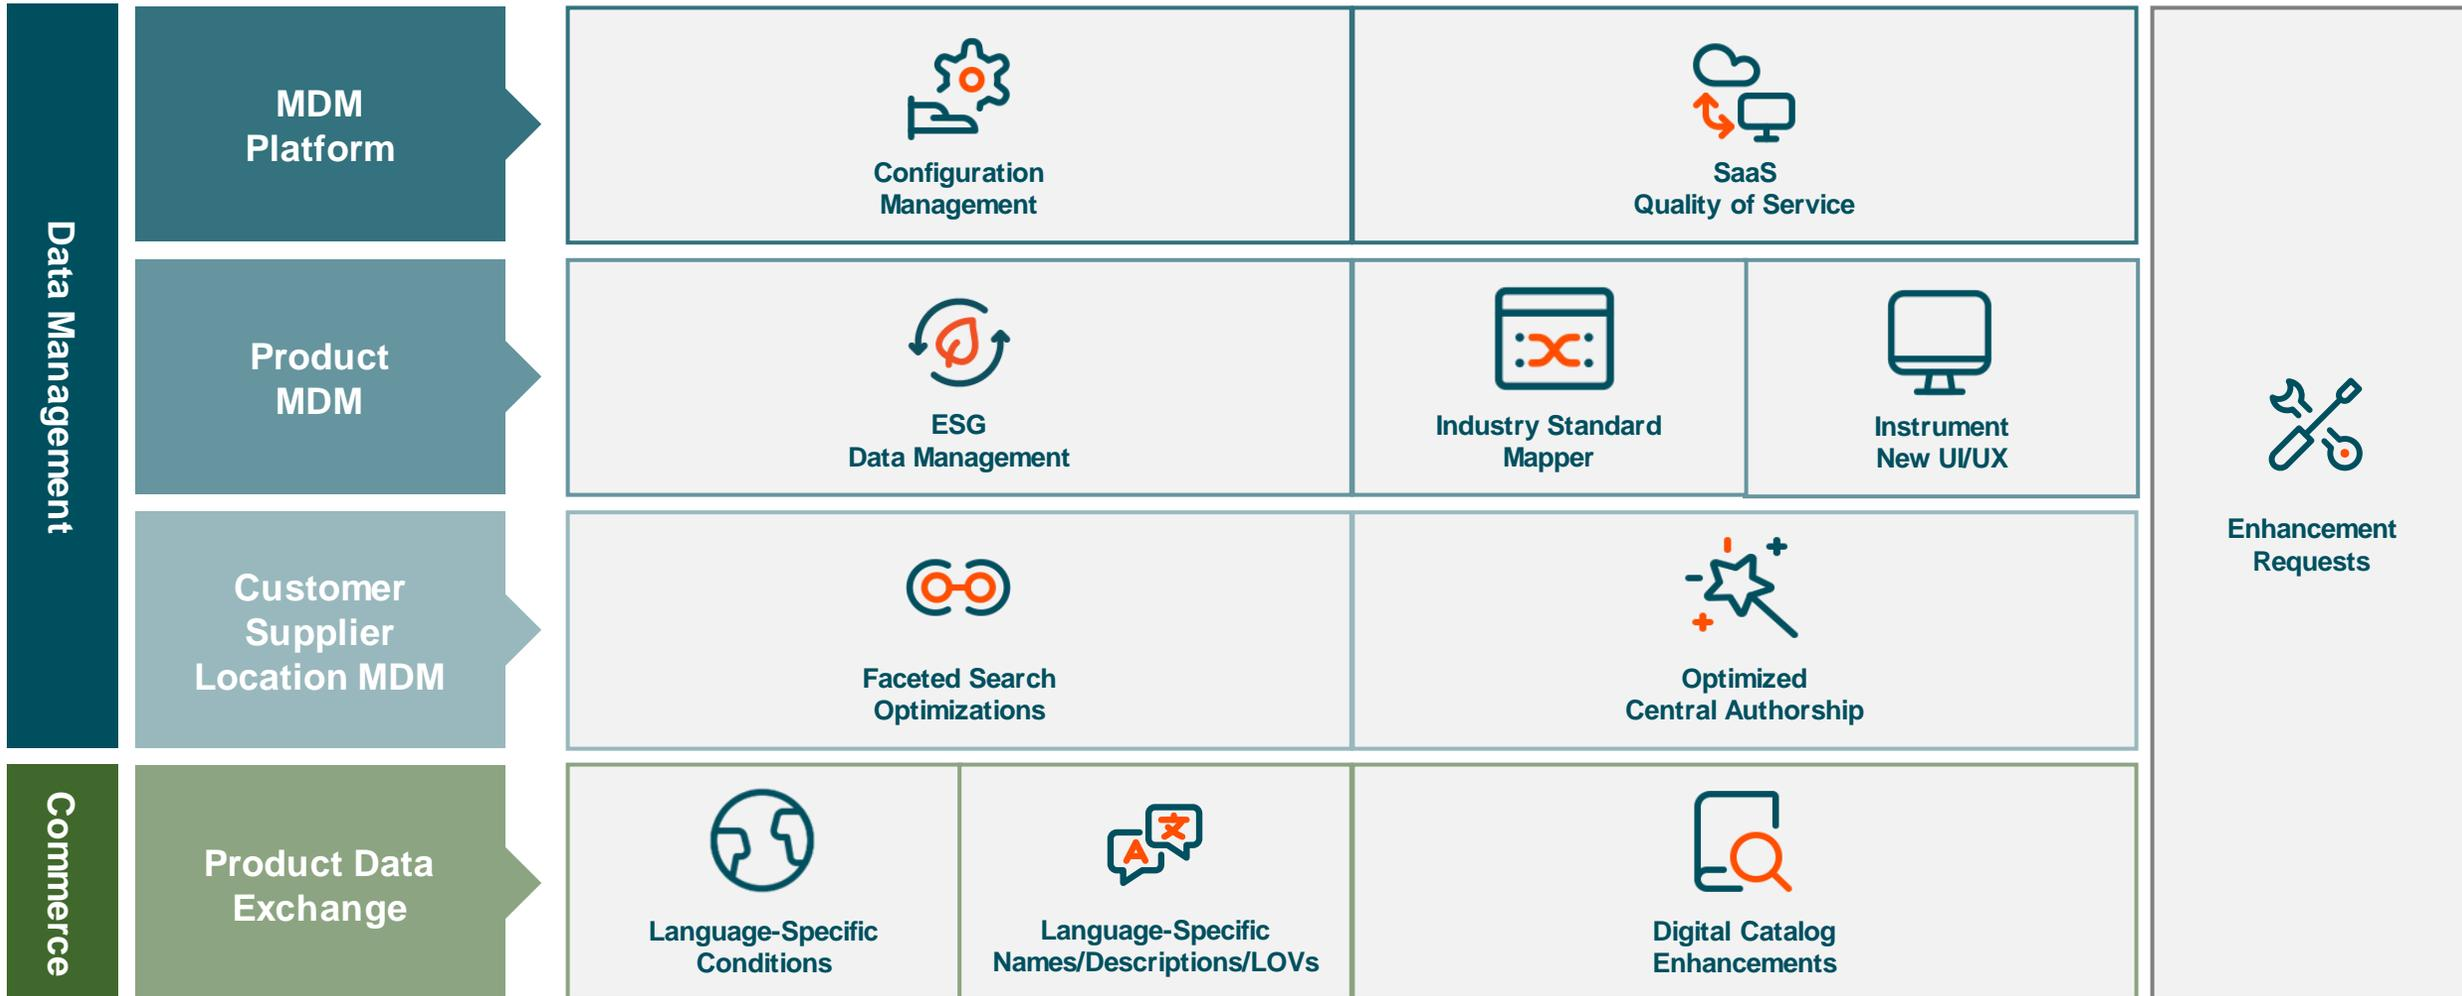 Data Management
MDM
Platform
Configuration
Management
SaaS
Quality of Service
Product
MDM
ESG
Data Management
Industry Standard
Mapper
Instrument
New UI/UX
Customer
Supplier
Location MDM
Faceted Search
Optimizations
Optimized
Central Authorship
Commerce
Product Data
Exchange
Language-Specific
Conditions
A
文
Language-Specific
Names/Descriptions/LOVs
Digital Catalog
Enhancements
Enhancement
Requests